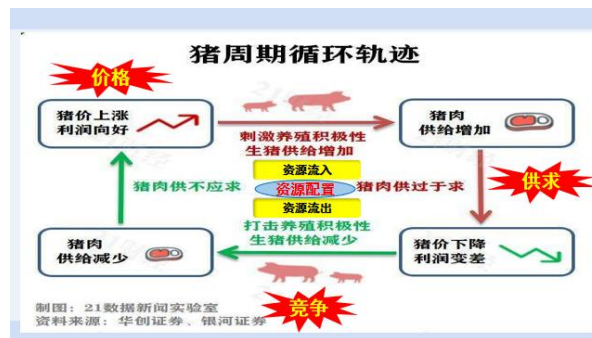 猪周期循环轨迹
价格
猪价上涨
利润向好
刺激养殖积极性
生猪供给增加
猪肉
供给增加
资源流入
资源配置
资源流出
猪肉供不应求
猪肉供过于求
供求
打击养殖积极性
生猪供给减少
猪肉
供给减少
猪价下降
利润变差
竞争
制图：21数据新闻实验室
资料来源：华创证券、银河证券